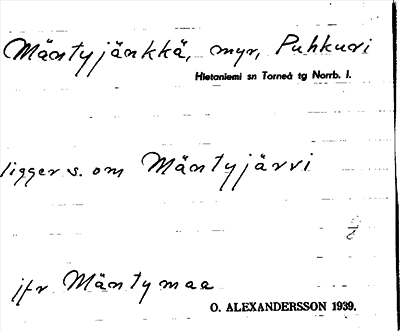 Mäntyjänkkä, myr, Puhkuri
Hietaniemi sn Torneå tg Norrb. l.
ligger s. om Mäntyjärvi
jfr Mäntymaa
O. ALEXANDERSSON 1939.